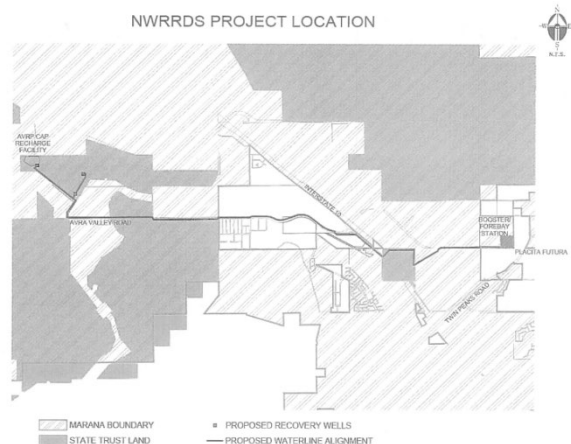 NWRRDS PROJECT LOCATION
N
W
E
S
N.T.S.
AVRP/CAP
RECHARGE
FACILITY
INTERSTATE 10
AVRA VALLEY ROAD
BOOSTER/
FOREBAY
STATION
PLACITA FUTURA
TWIN PEAKS ROAD
MARANA BOUNDARY
PROPOSED RECOVERY WELLS
STATE TRUST LAND
PROPOSED WATERLINE ALIGNMENT